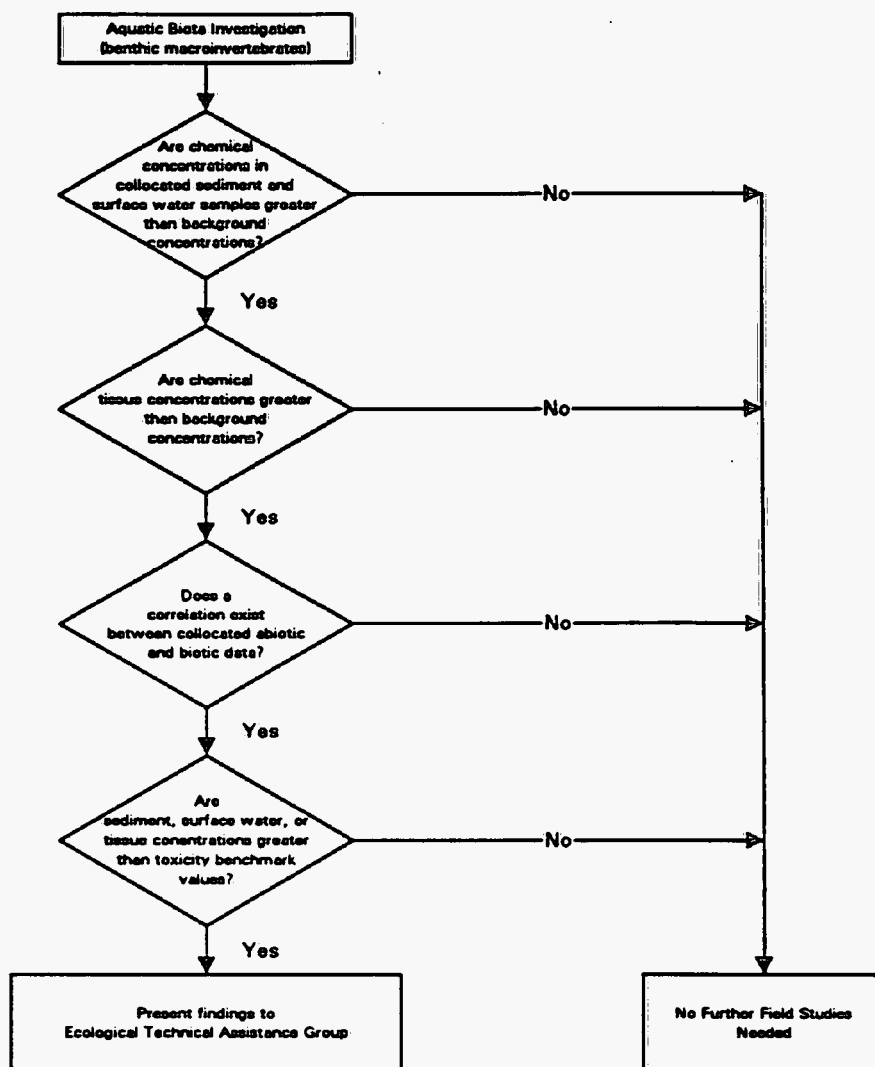 Aquatic Biota Investigation
(benthic macroinvertebrates)
Are chemical
concentrations in
collocated sediment and
surface water samples greater
than background
concentrations?
No
Yes
Are chemical
tissue concentrations greater
than background
concentrations?
No
Yes
Does a
correlation exist
between collocated abiotic
and biotic data?
No
Yes
Are
sediment, surface water, or
tissue conentrations greater
than toxicity benchmark
values?
No
Yes
Present findings to
Ecological Technical Assistance Group
No Further Field Studies
Needed